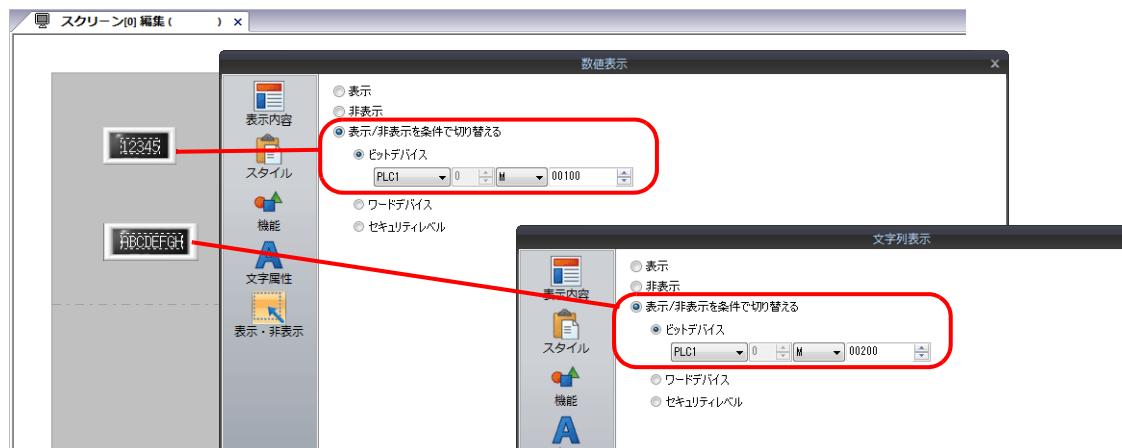 スクリーン[0] 編集 ( ) ×
12345
ABCDEFGH
数値表示 x
表示内容
スタイル
機能
文字属性
表示・非表示
表示
非表示
表示/非表示を条件で切り替える
ビットデバイス
PLC1 0 M 00100
ワードデバイス
セキュリティレベル
文字列表示
表示内容
スタイル
機能
表示
非表示
表示/非表示を条件で切り替える
ビットデバイス
PLC1 0 M 00200
ワードデバイス
セキュリティレベル